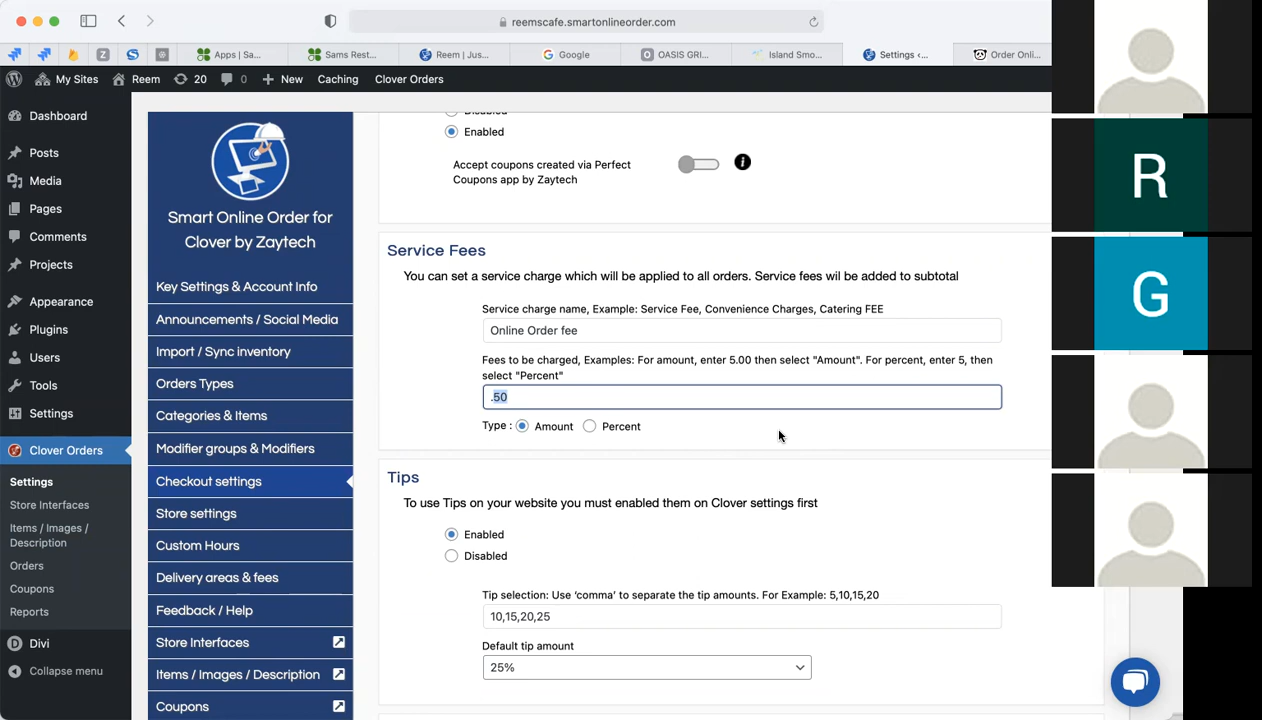 reemscafe.smartonlineorder.com
Z
Apps | Sa...
Sams Rest...
Reem | Jus...
Google
OASIS GRI...
Island Smo...
Settings ‹...
Order Onli...
My Sites
Reem
20
0
New
Caching
Clover Orders
Dashboard
Posts
Media
Pages
Comments
Projects
Appearance
Plugins
Users
Tools
Settings
Clover Orders
Settings
Store Interfaces
Items / Images /
Description
Orders
Coupons
Reports
Divi
Collapse menu
Smart Online Order for
Clover by Zaytech
Key Settings & Account Info
Announcements / Social Media
Import / Sync inventory
Orders Types
Categories & Items
Modifier groups & Modifiers
Checkout settings
Store settings
Custom Hours
Delivery areas & fees
Feedback / Help
Store Interfaces
Items / Images / Description
Coupons
Enabled
Accept coupons created via Perfect
Coupons app by Zaytech
Service Fees
You can set a service charge which will be applied to all orders. Service fees wil be added to subtotal
Service charge name, Example: Service Fee, Convenience Charges, Catering FEE
Online Order fee
Fees to be charged, Examples: For amount, enter 5.00 then select "Amount". For percent, enter 5, then
select "Percent"
.50
Type : Amount Percent
Tips
To use Tips on your website you must enabled them on Clover settings first
Enabled
Disabled
Tip selection: Use ‘comma’ to separate the tip amounts. For Example: 5,10,15,20
10,15,20,25
Default tip amount
25%
R
G